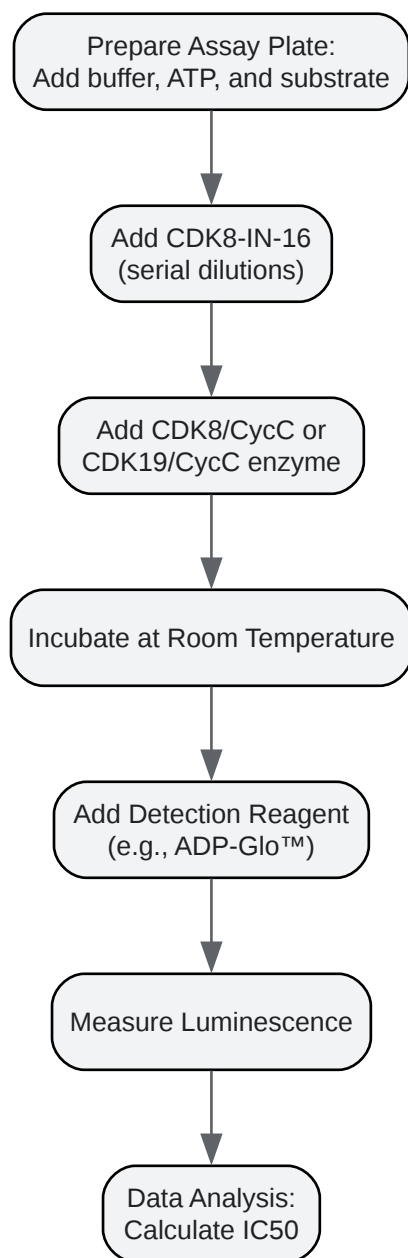 Prepare Assay Plate:
Add buffer, ATP, and substrate
Add CDK8-IN-16
(serial dilutions)
Add CDK8/CycC or
CDK19/CycC enzyme
Incubate at Room Temperature
Add Detection Reagent
(e.g., ADP-Glo™)
Measure Luminescence
Data Analysis:
Calculate IC50